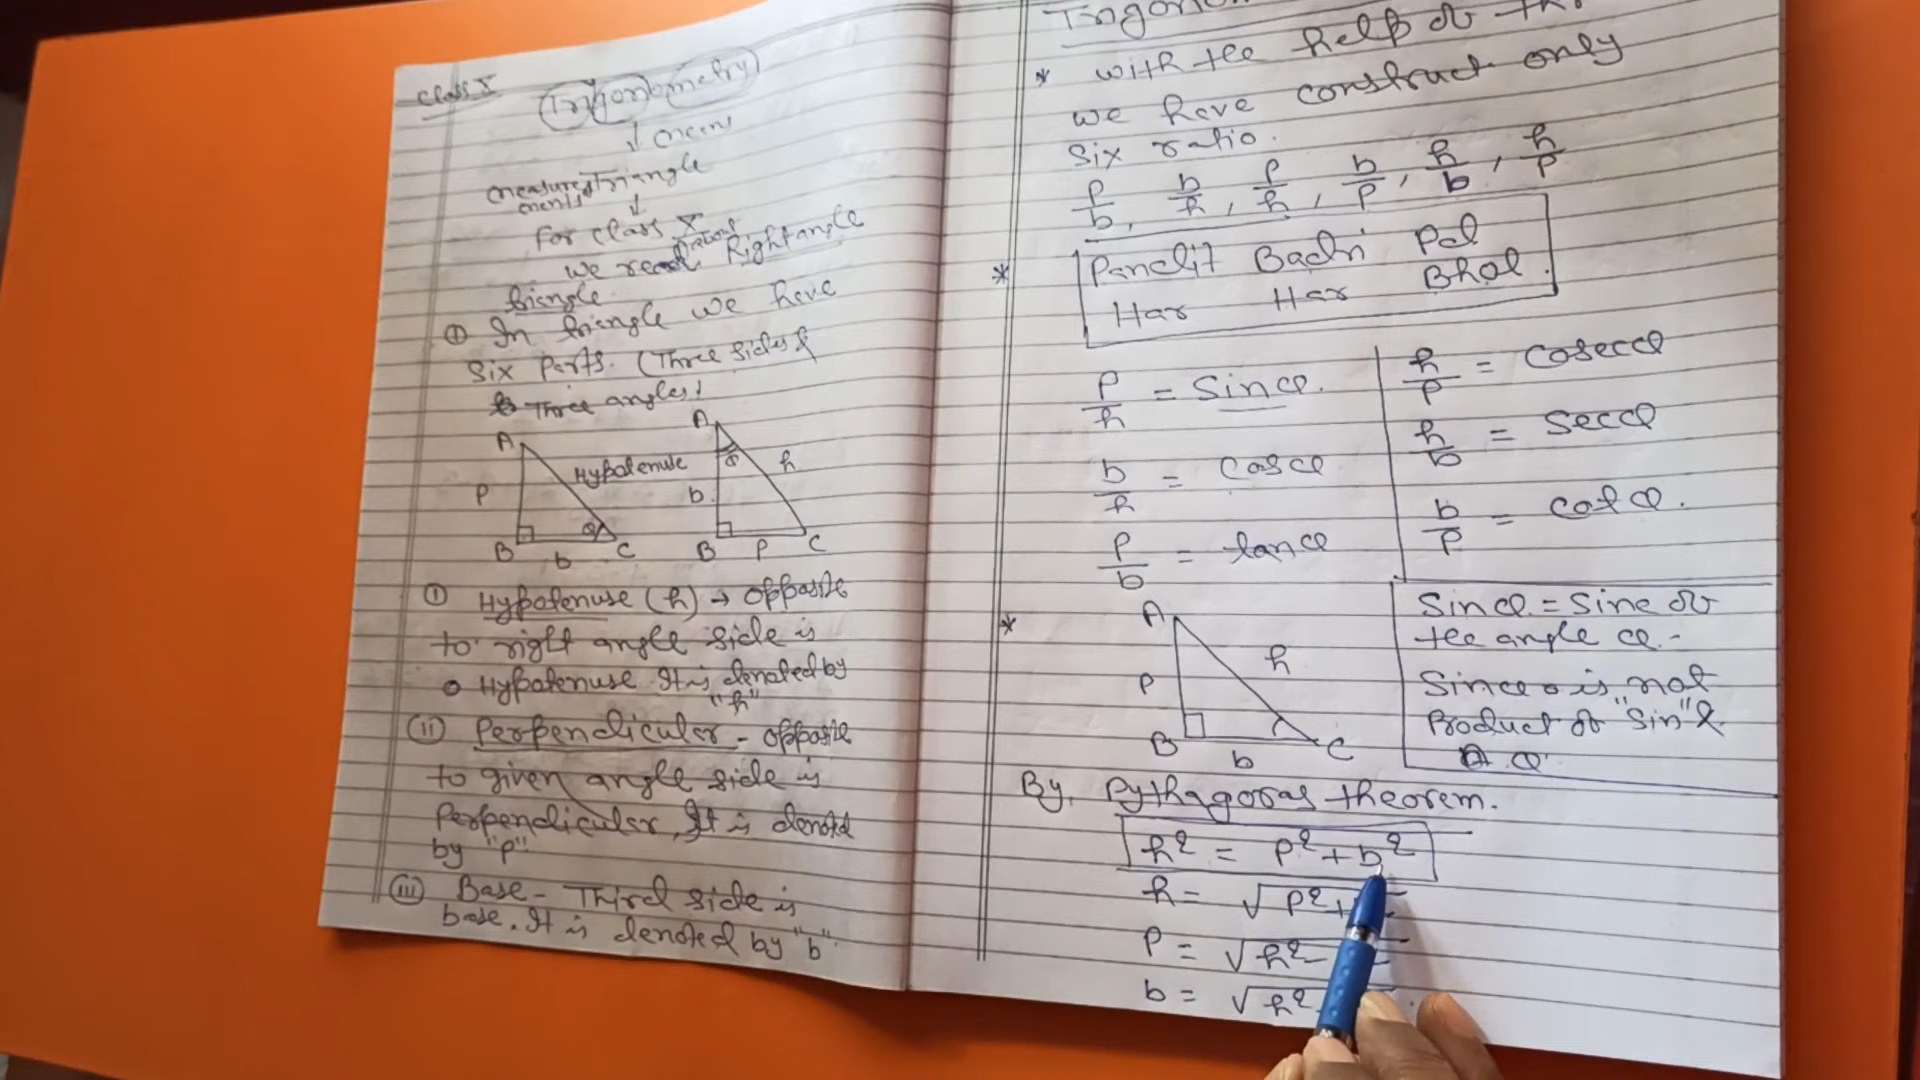 Class X
Trigonometry
↓ means
measurements Triangle
↓
For class X
we read about Right angle
triangle
① In triangle we have
Six parts. (Three sides &
Three angles)
A A
Hypotenuse
P θ h
b
B b θ C B P C
(i) Hypotenuse (h) → opposite
to right angle side is
Hypotenuse. It is denoted by
"h"
(ii) Perpendicular - opposite
to given angle side is
Perpendicular, It is denoted
by "P"
(iii) Base - Third side is
base. It is denoted by "b".
* with the help of
we have construct only
six ratio.
P/b, b/h, P/h, b/P, h/b, h/P
* Pandit Badri Pd
Har Har Bhol.
P/h = Sinθ. h/P = Cosecθ
b/h = Cosθ h/b = Secθ
P/b = tanθ b/P = cotθ.
* A
P h
B b C
Sinθ = Sine of
the angle θ.-
Sinθ is not
Product of "Sin" &
θ.
By, Pythagoras theorem.
h² = P² + b²
h = √P²+
P = √h²
b = √h²